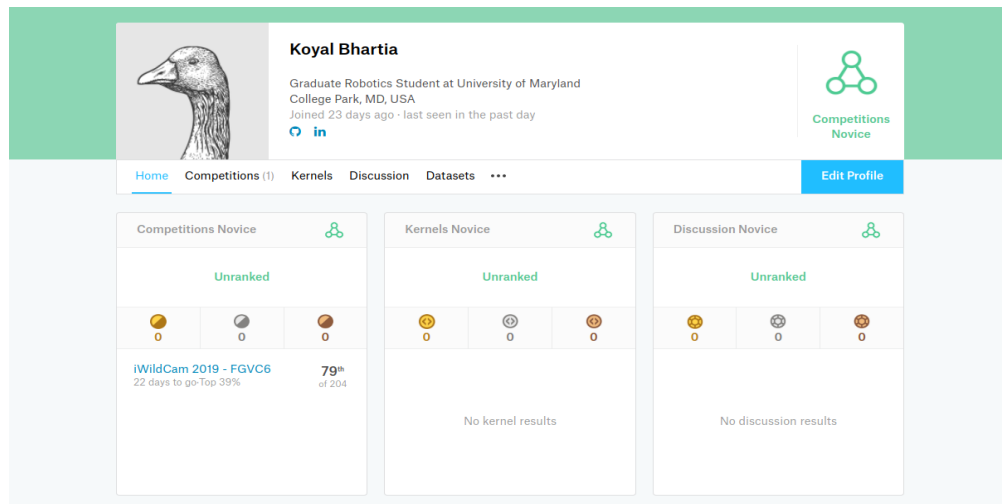 Koyal Bhartia
Graduate Robotics Student at University of Maryland
College Park, MD, USA
Joined 23 days ago · last seen in the past day
in
Competitions
Novice
Home Competitions (1) Kernels Discussion Datasets ••• Edit Profile
Competitions Novice
Unranked
0 0 0
iWildCam 2019 - FGVC6 79th
22 days to go·Top 39% of 204
Kernels Novice
Unranked
0 0 0
No kernel results
Discussion Novice
Unranked
0 0 0
No discussion results